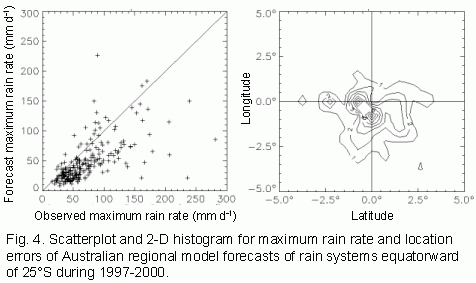 Forecast maximum rain rate (mm d⁻¹)
300
250
200
150
100
50
0
0 50 100 150 200 250 300
Observed maximum rain rate (mm d⁻¹)
Longitude
5.0°
2.5°
0.0°
−2.5°
−5.0°
−5.0° −2.5° 0.0° 2.5° 5.0°
Latitude
Fig. 4. Scatterplot and 2-D histogram for maximum rain rate and location
errors of Australian regional model forecasts of rain systems equatorward
of 25°S during 1997-2000.